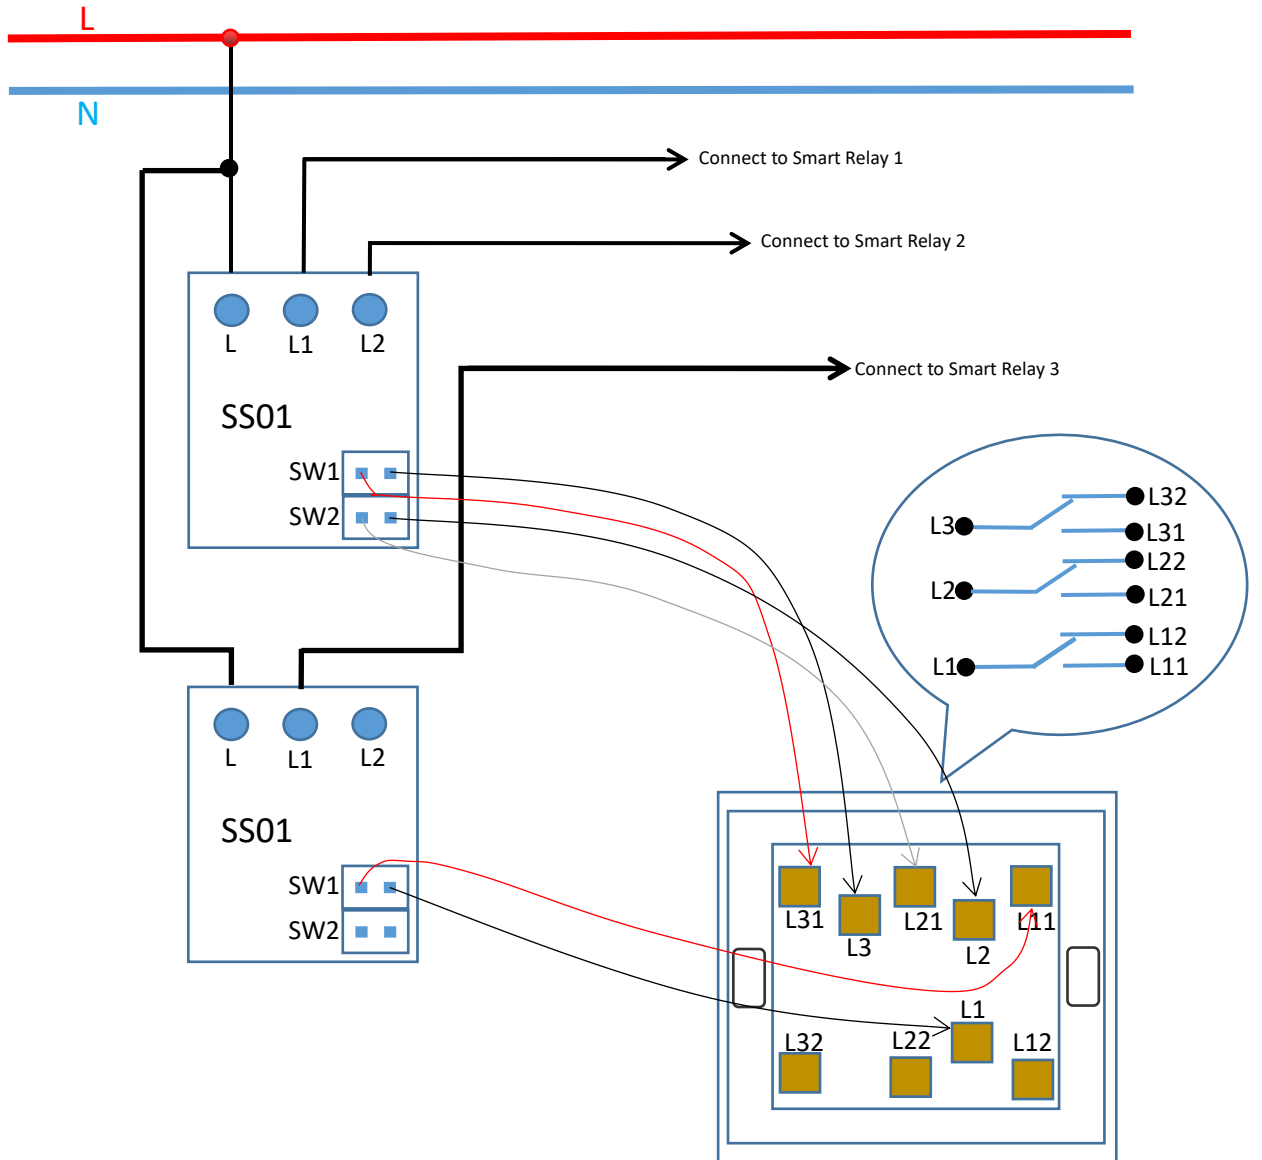 L
N
Connect to Smart Relay 1
Connect to Smart Relay 2
L L1 L2
Connect to Smart Relay 3
SS01
SW1
SW2
L3 L32
L31
L2 L22
L21
L1 L12
L11
L L1 L2
SS01
SW1
SW2
L31 L3 L21 L2 L11
L1
L32 L22 L12